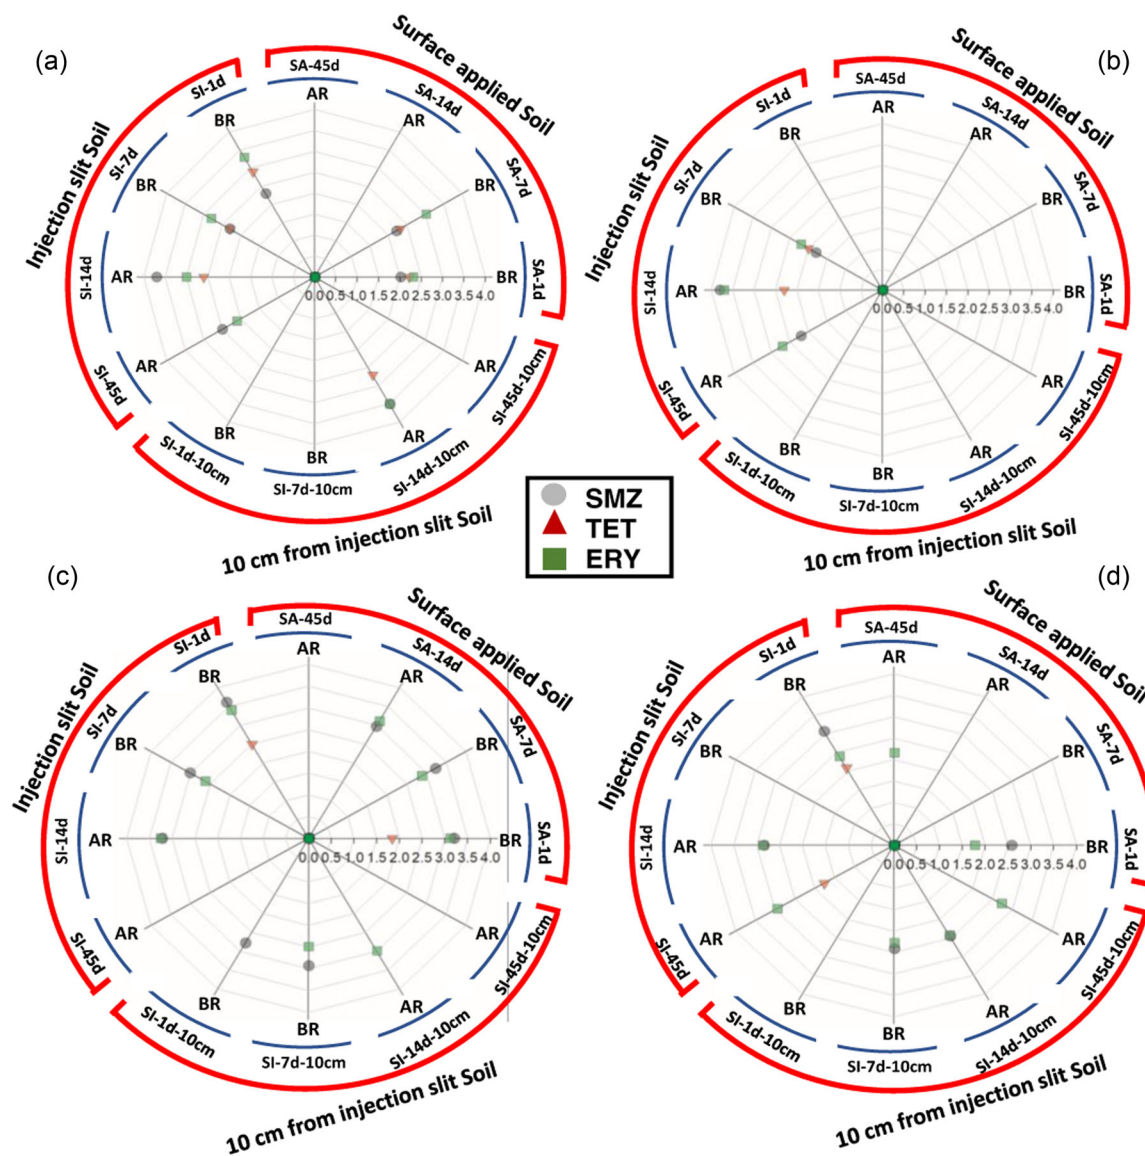 (a)
Surface applied Soil
SA-45d
SA-14d
SA-7d
SA-1d
SI-1d
SI-7d
SI-14d
SI-45d
Injection slit Soil
AR
AR
BR
BR
AR
AR
BR
BR
AR
AR
BR
BR
0.0 0.5 1.0 1.5 2.0 2.5 3.0 3.5 4.0
SI-45d-10cm
SI-14d-10cm
SI-7d-10cm
SI-1d-10cm
10 cm from injection slit Soil
(b)
Surface applied Soil
SA-45d
SA-14d
SA-7d
SA-1d
SI-1d
SI-7d
SI-14d
SI-45d
Injection slit Soil
AR
AR
BR
BR
AR
AR
BR
BR
AR
AR
BR
BR
0.0 0.5 1.0 1.5 2.0 2.5 3.0 3.5 4.0
SI-45d-10cm
SI-14d-10cm
SI-7d-10cm
SI-1d-10cm
10 cm from injection slit Soil
SMZ
TET
ERY
(c)
Surface applied Soil
SA-45d
SA-14d
SA-7d
SA-1d
SI-1d
SI-7d
SI-14d
SI-45d
Injection slit Soil
AR
AR
BR
BR
AR
AR
BR
BR
AR
AR
BR
BR
0.0 0.5 1.0 1.5 2.0 2.5 3.0 3.5 4.0
SI-45d-10cm
SI-14d-10cm
SI-7d-10cm
SI-1d-10cm
10 cm from injection slit Soil
(d)
Surface applied Soil
SA-45d
SA-14d
SA-7d
SA-1d
SI-1d
SI-7d
SI-14d
SI-45d
Injection slit Soil
AR
AR
BR
BR
AR
AR
BR
BR
AR
AR
BR
BR
0.0 0.5 1.0 1.5 2.0 2.5 3.0 3.5 4.0
SI-45d-10cm
SI-14d-10cm
SI-7d-10cm
SI-1d-10cm
10 cm from injection slit Soil